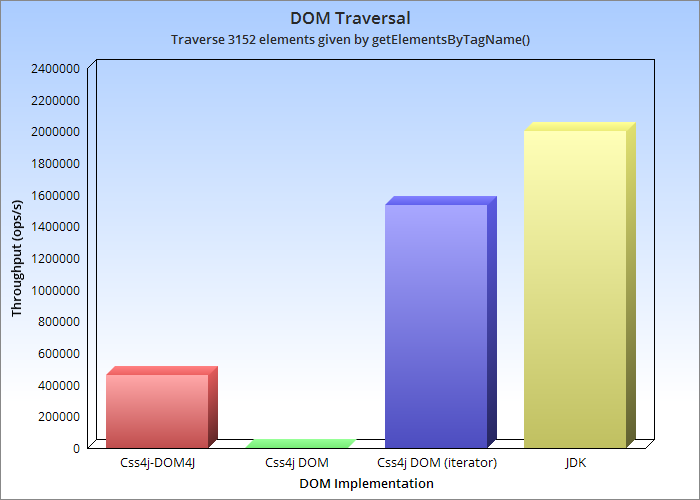 DOM Traversal
Traverse 3152 elements given by getElementsByTagName()
Throughput (ops/s)
2400000
2200000
2000000
1800000
1600000
1400000
1200000
1000000
800000
600000
400000
200000
0
Css4j-DOM4J
Css4j DOM
Css4j DOM (iterator)
JDK
DOM Implementation